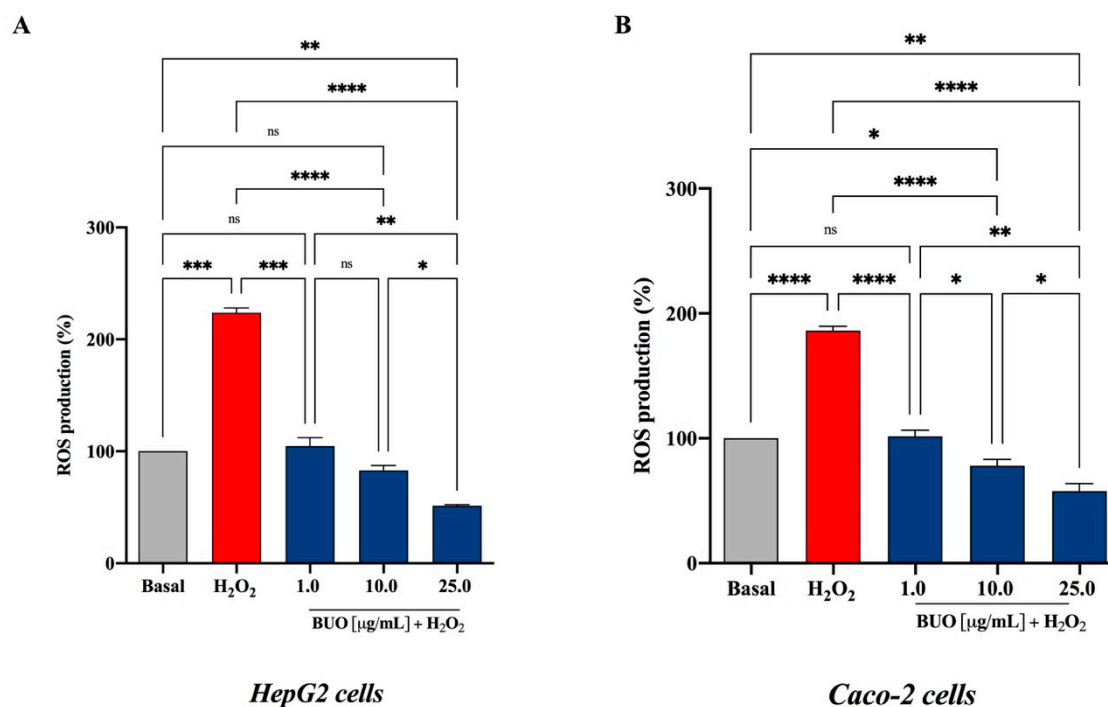 A
**
****
ns
****
ns
**
***
***
ns
*
ROS production (%)
300
200
100
0
Basal
H₂O₂
1.0
10.0
25.0
BUO [µg/mL] + H₂O₂
HepG2 cells
B
**
****
*
****
ns
**
****
****
*
*
ROS production (%)
300
200
100
0
Basal
H₂O₂
1.0
10.0
25.0
BUO [µg/mL] + H₂O₂
Caco-2 cells